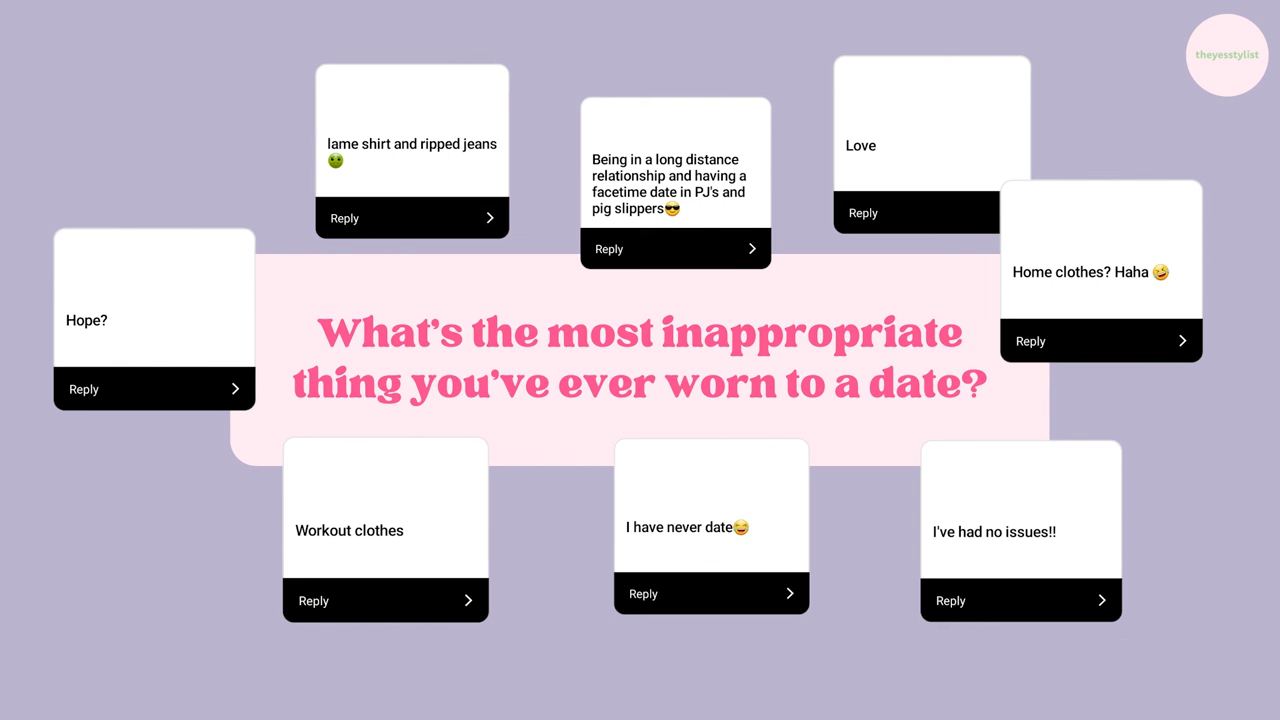 theyesstylist
lame shirt and ripped jeans
🤢
Reply
Being in a long distance
relationship and having a
facetime date in PJ's and
pig slippers😎
Reply
Love
Reply
Home clothes? Haha 🤣
Reply
Hope?
Reply
What's the most inappropriate
thing you've ever worn to a date?
Workout clothes
Reply
I have never date😂
Reply
I've had no issues!!
Reply